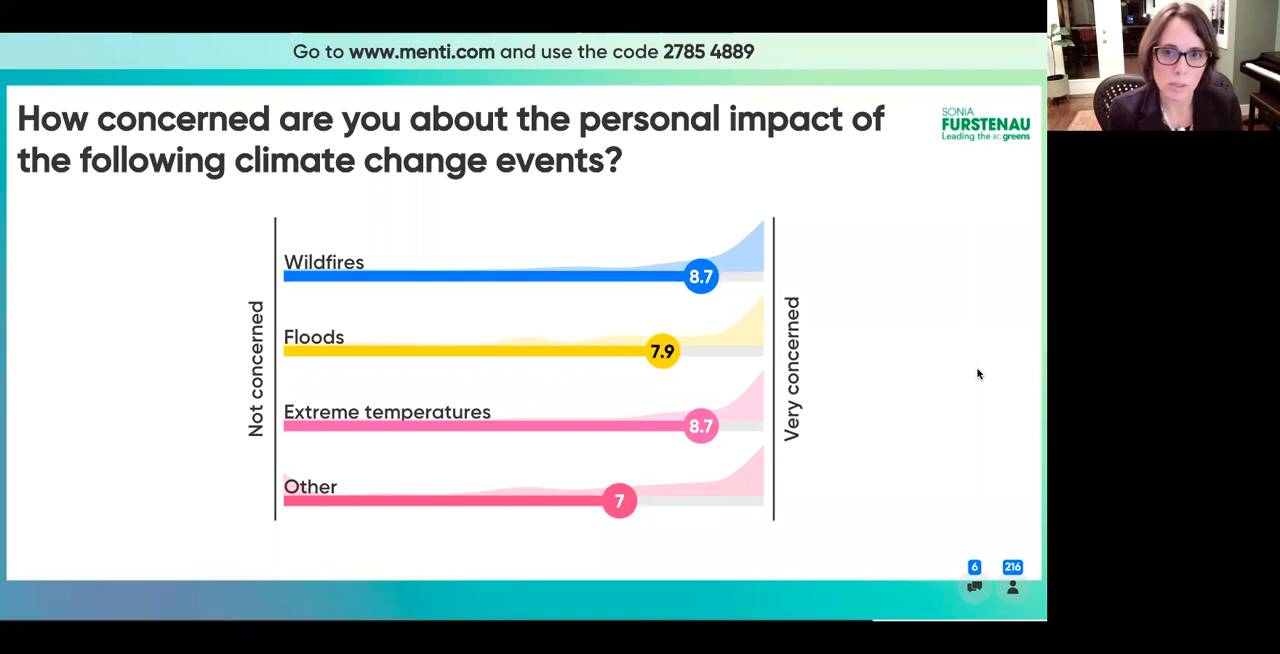 Go to www.menti.com and use the code 2785 4889
How concerned are you about the personal impact of
the following climate change events?
SONIA
FURSTENAU
Leading the BC greens
Not concerned
Wildfires
8.7
Floods
7.9
Extreme temperatures
8.7
Other
7
Very concerned
6
216